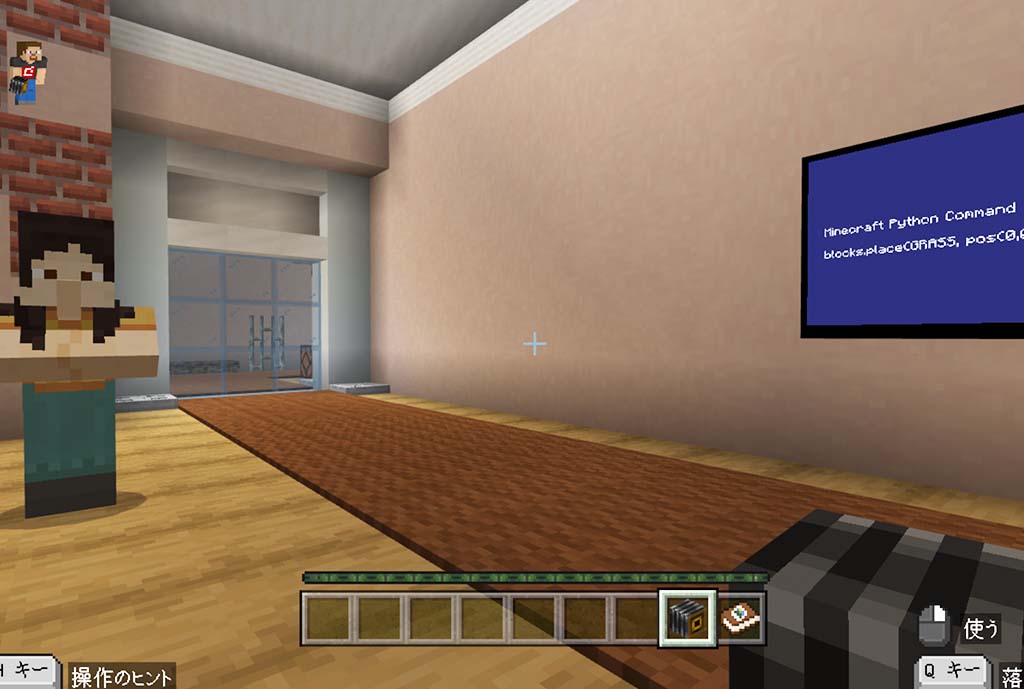 Minecraft Python Command
blocks.place(GRASS, pos(0,0
使う
H キー
操作のヒント
Q キー
落